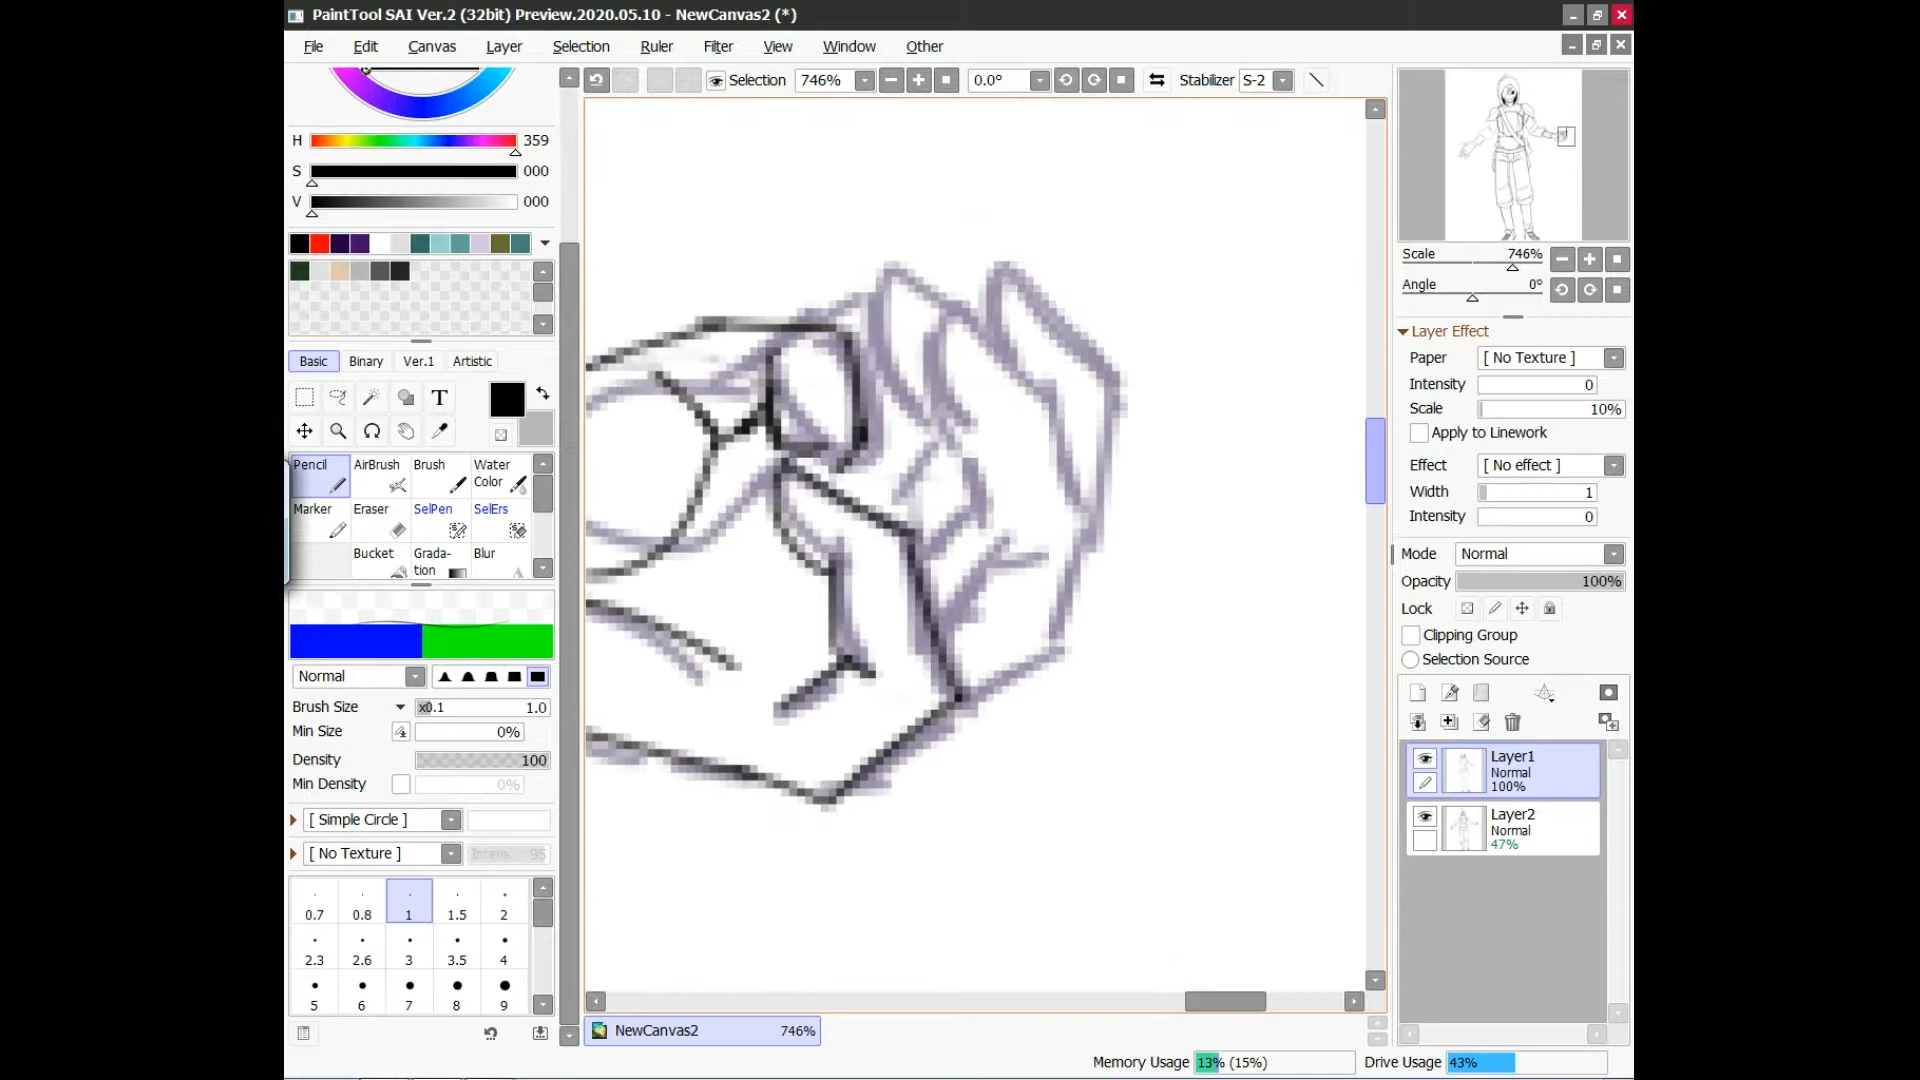 PaintTool SAI Ver.2 (32bit) Preview.2020.05.10 - NewCanvas2 (*)
File Edit Canvas Layer Selection Ruler Filter View Window Other
Selection 746% 0.0° Stabilizer S-2
H 359
S 000
V 000
Basic Binary Ver.1 Artistic
T
Pencil AirBrush Brush Water Color
Marker Eraser SelPen SelErs
Bucket Grada-tion Blur
Normal
Brush Size x0.1 1.0
Min Size 0%
Density 100
Min Density 0%
[ Simple Circle ]
[ No Texture ] Intens. 95
0.7 0.8 1 1.5 2
2.3 2.6 3 3.5 4
5 6 7 8 9
NewCanvas2 746%
Scale 746%
Angle 0°
Layer Effect
Paper [ No Texture ]
Intensity 0
Scale 10%
Apply to Linework
Effect [ No effect ]
Width 1
Intensity 0
Mode Normal
Opacity 100%
Lock
Clipping Group
Selection Source
Layer1
Normal
100%
Layer2
Normal
47%
Memory Usage 13% (15%) Drive Usage 43%